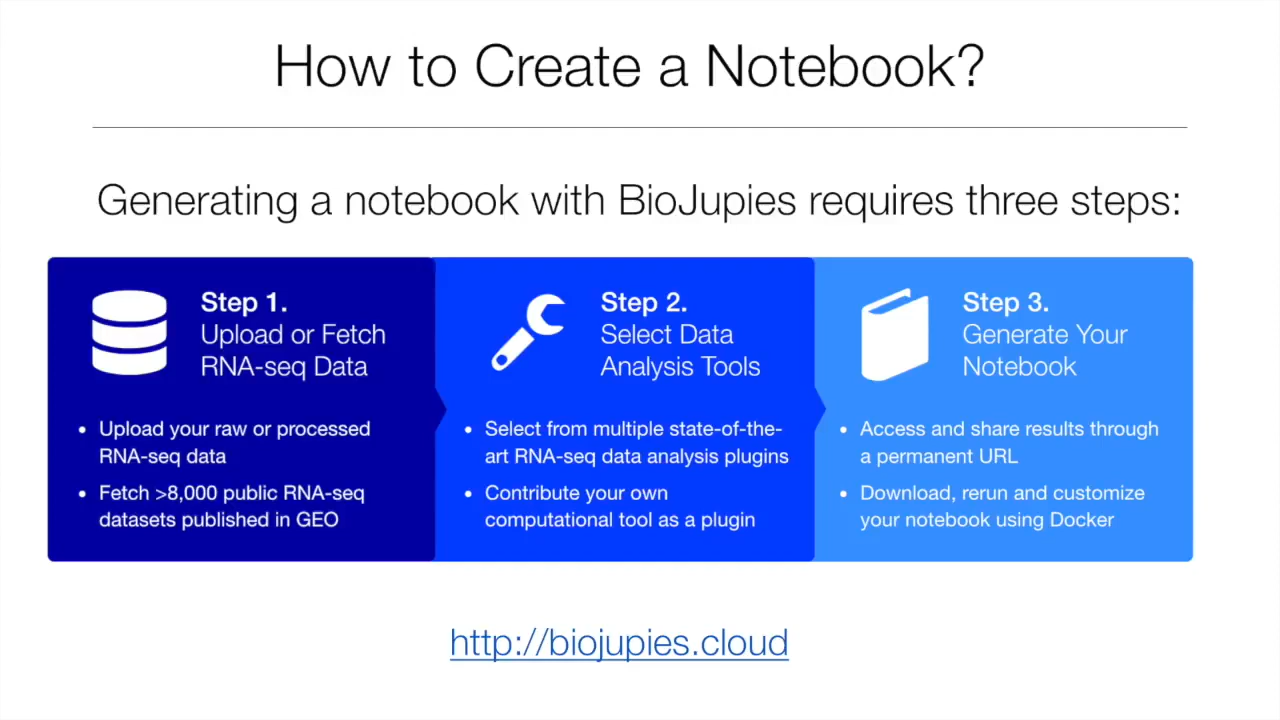 How to Create a Notebook?
Generating a notebook with BioJupies requires three steps:
Step 1.
Upload or Fetch
RNA-seq Data
• Upload your raw or processed
RNA-seq data
• Fetch >8,000 public RNA-seq
datasets published in GEO
Step 2.
Select Data
Analysis Tools
• Select from multiple state-of-the-
art RNA-seq data analysis plugins
• Contribute your own
computational tool as a plugin
Step 3.
Generate Your
Notebook
• Access and share results through
a permanent URL
• Download, rerun and customize
your notebook using Docker
http://biojupies.cloud